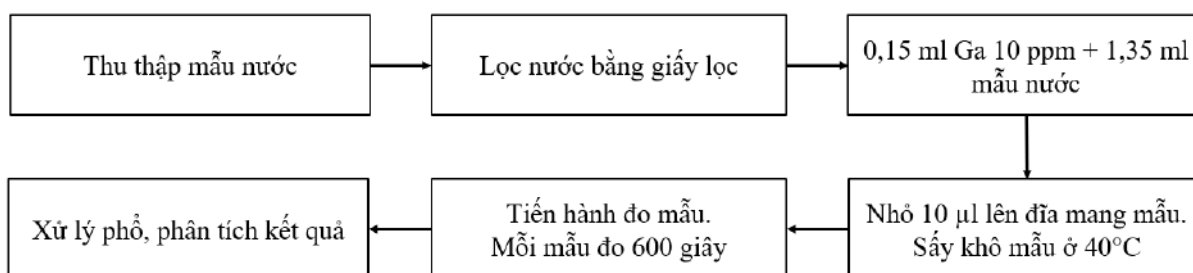 Thu thập mẫu nước
Lọc nước bằng giấy lọc
0,15 ml Ga 10 ppm + 1,35 ml
mẫu nước
Nhỏ 10 µl lên đĩa mang mẫu.
Sấy khô mẫu ở 40°C
Tiến hành đo mẫu.
Mỗi mẫu đo 600 giây
Xử lý phổ, phân tích kết quả